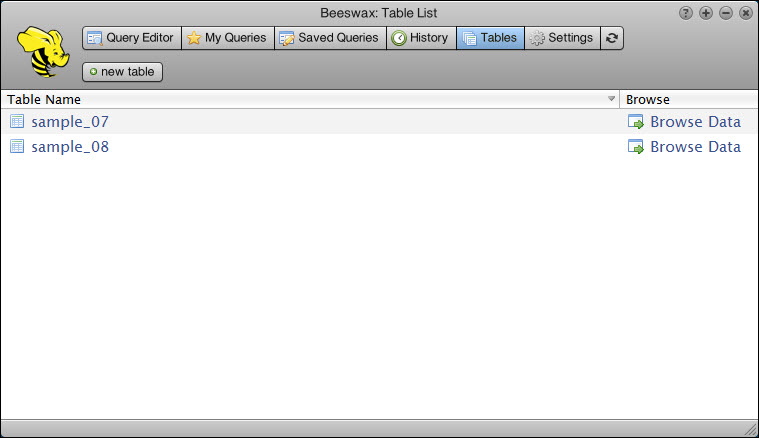 Beeswax: Table List
Query Editor My Queries Saved Queries History Tables Settings
new table
Table Name Browse
sample_07 Browse Data
sample_08 Browse Data